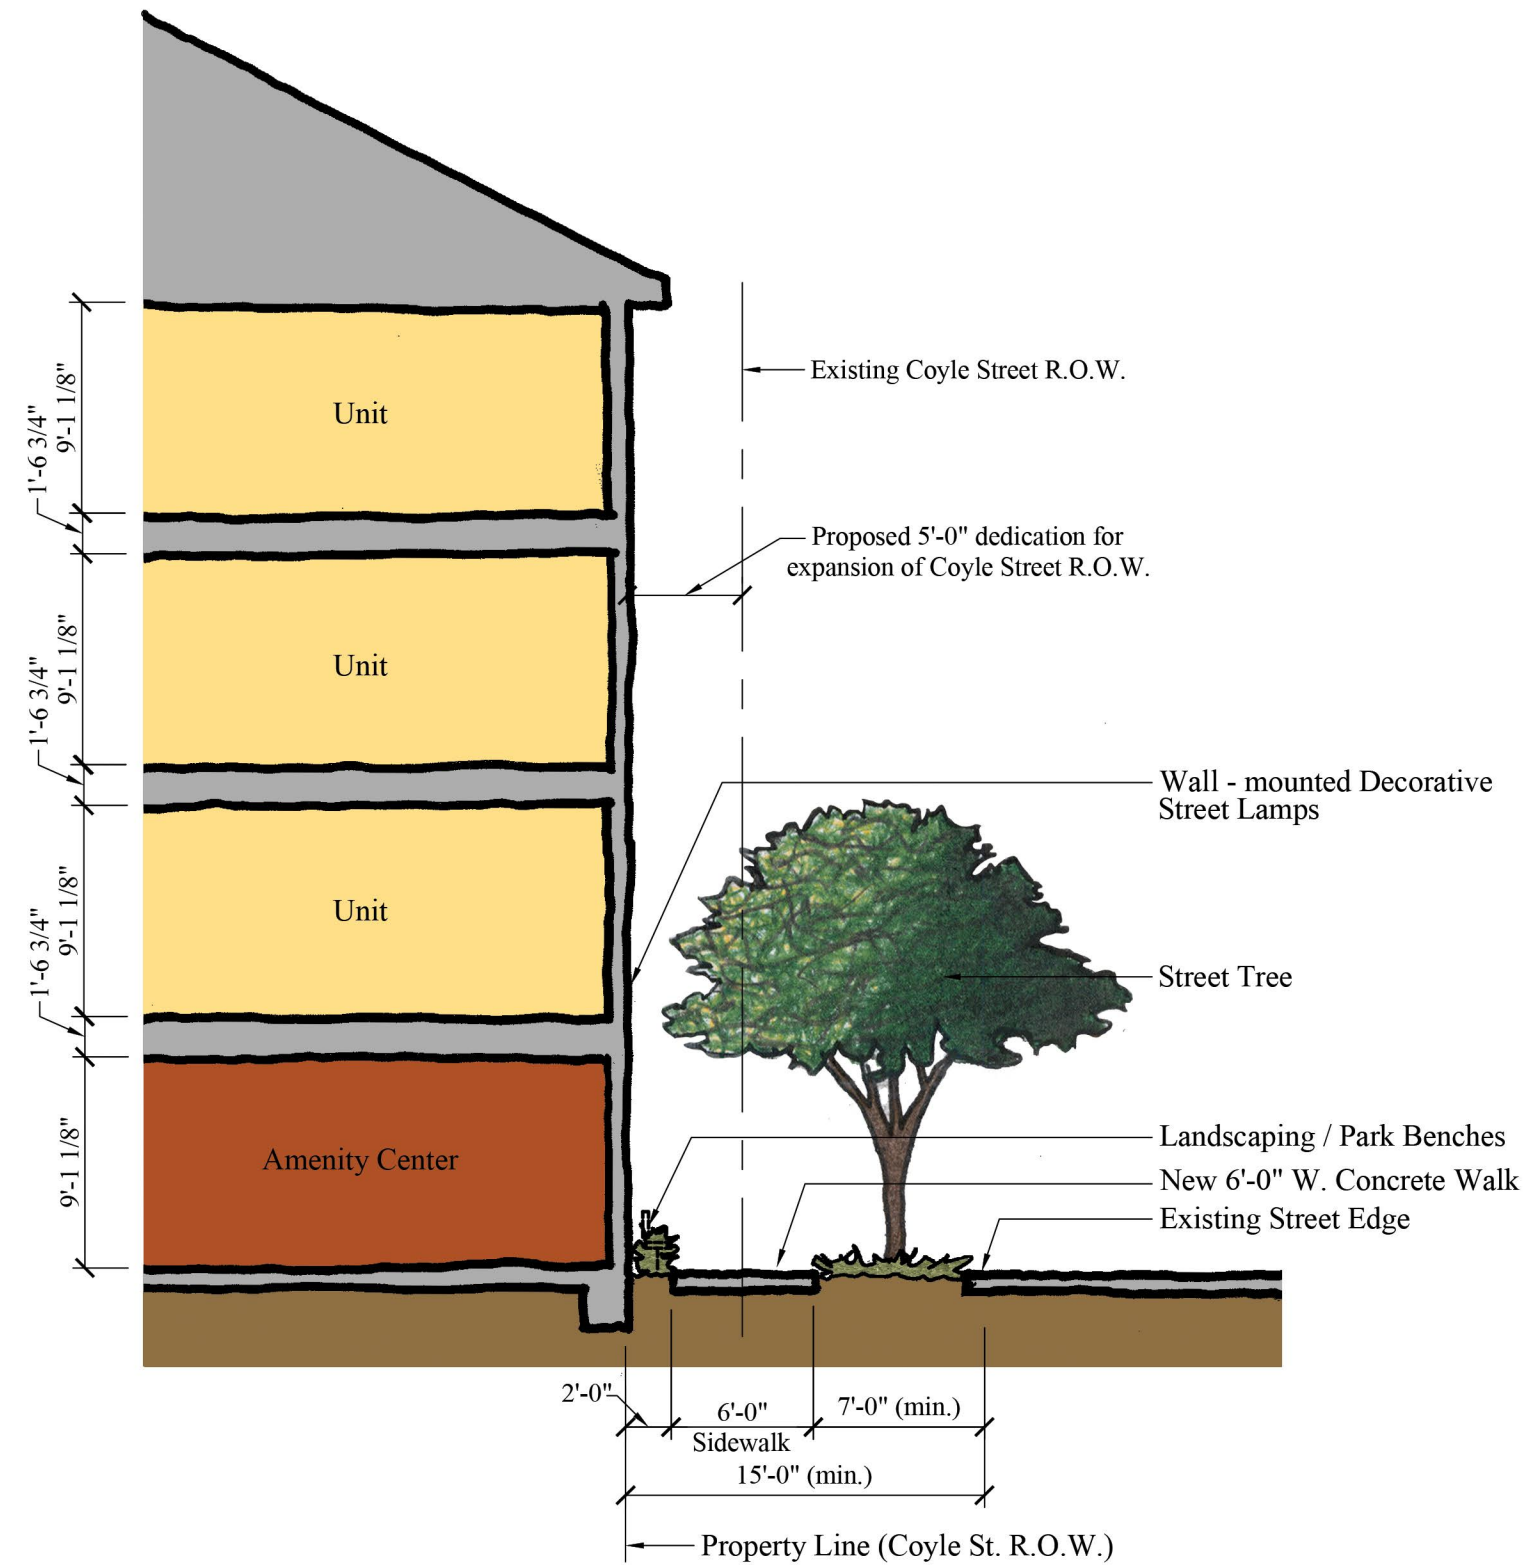 9'-1 1/8"
Unit
Existing Coyle Street R.O.W.
1'-6 3/4"
Proposed 5'-0" dedication for
expansion of Coyle Street R.O.W.
9'-1 1/8"
Unit
1'-6 3/4"
Wall - mounted Decorative
Street Lamps
9'-1 1/8"
Unit
Street Tree
1'-6 3/4"
9'-1 1/8"
Amenity Center
Landscaping / Park Benches
New 6'-0" W. Concrete Walk
Existing Street Edge
2'-0"
6'-0"
7'-0" (min.)
Sidewalk
15'-0" (min.)
Property Line (Coyle St. R.O.W.)